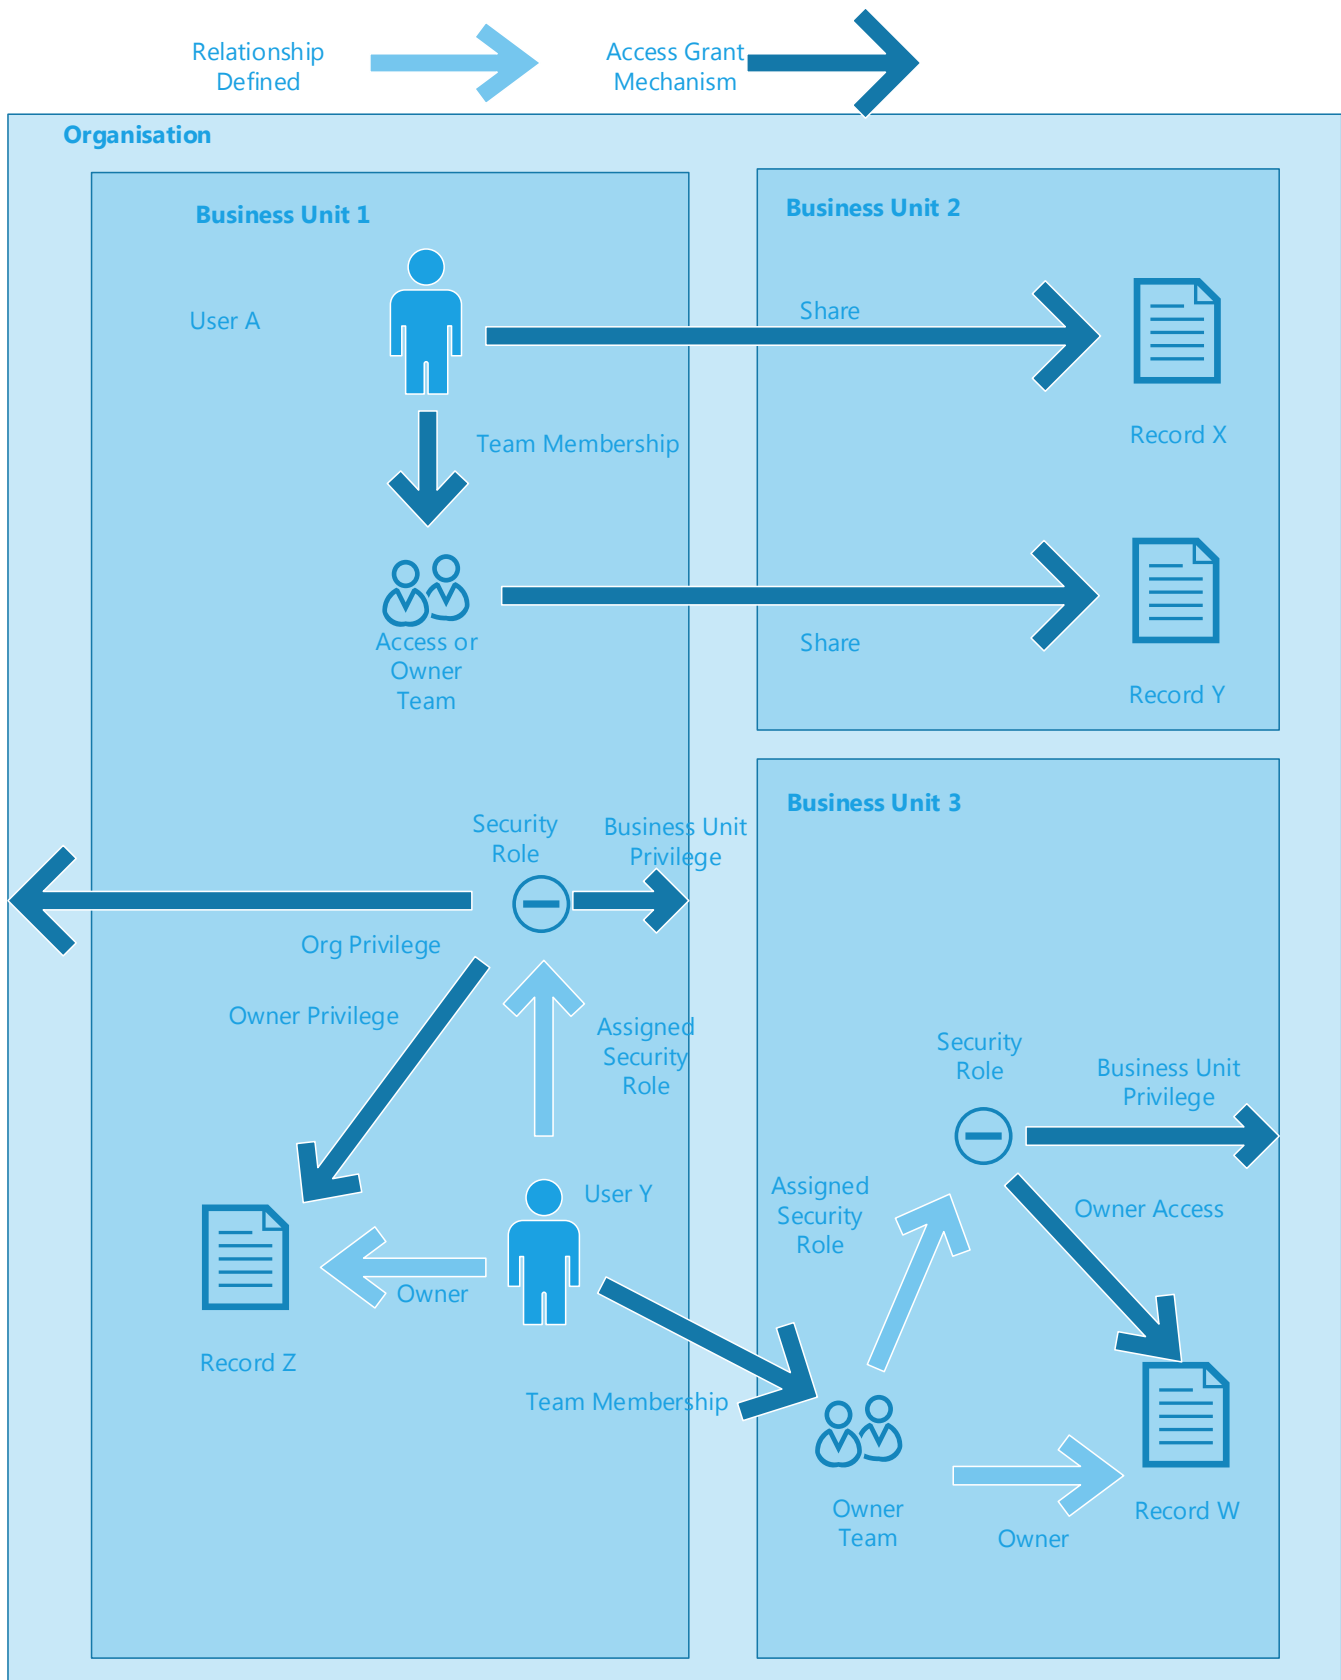 Relationship
Defined
Access Grant
Mechanism
Organisation
Business Unit 1
User A
Team Membership
Access or
Owner
Team
Business Unit 2
Share
Record X
Share
Record Y
Security
Role
Business Unit
Privilege
Org Privilege
Owner Privilege
Assigned
Security
Role
User Y
Owner
Record Z
Team Membership
Business Unit 3
Security
Role
Business Unit
Privilege
Assigned
Security
Role
Owner Access
Owner
Team
Owner
Record W